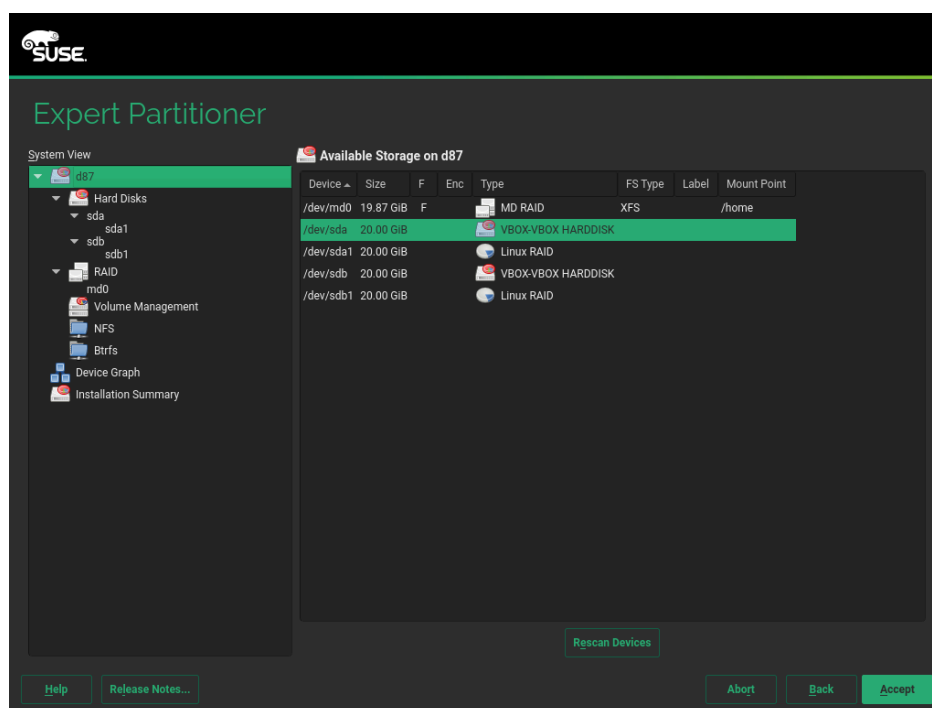 SUSE.
Expert Partitioner
System View
d87
Hard Disks
sda
sda1
sdb
sdb1
RAID
md0
Volume Management
NFS
Btrfs
Device Graph
Installation Summary
Available Storage on d87
Device Size F Enc Type FS Type Label Mount Point
/dev/md0 19.87 GiB F MD RAID XFS /home
/dev/sda 20.00 GiB VBOX-VBOX HARDDISK
/dev/sda1 20.00 GiB Linux RAID
/dev/sdb 20.00 GiB VBOX-VBOX HARDDISK
/dev/sdb1 20.00 GiB Linux RAID
Rescan Devices
Help Release Notes... Abort Back Accept